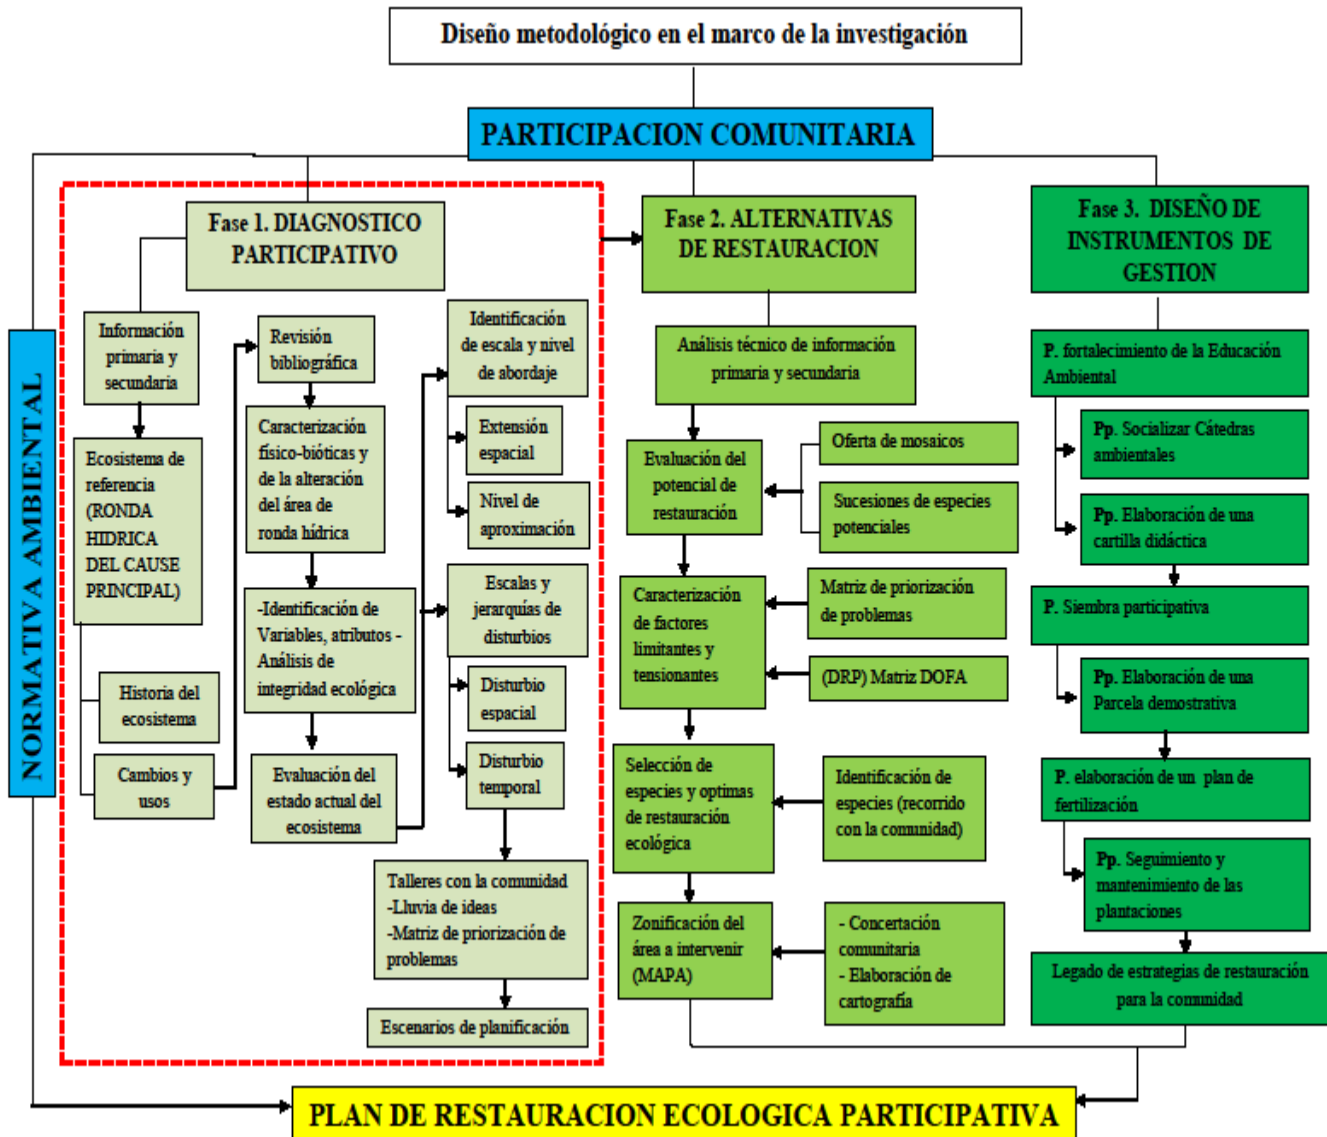 Diseño metodológico en el marco de la investigación
PARTICIPACION COMUNITARIA
NORMATIVA AMBIENTAL
Fase 1. DIAGNOSTICO
PARTICIPATIVO
Información
primaria y
secundaria
Ecosistema de
referencia
(RONDA
HIDRICA
DEL CAUSE
PRINCIPAL)
Historia del
ecosistema
Cambios y
usos
Revisión
bibliográfica
Caracterización
físico-bióticas y
de la alteración
del área de
ronda hídrica
-Identificación de
Variables, atributos -
Análisis de
integridad ecológica
Evaluación del
estado actual del
ecosistema
Identificación
de escala y nivel
de abordaje
Extensión
espacial
Nivel de
aproximación
Escalas y
jerarquías de
disturbios
Disturbio
espacial
Disturbio
temporal
Talleres con la comunidad
-Lluvia de ideas
-Matriz de priorización de
problemas
Escenarios de planificación
Fase 2. ALTERNATIVAS
DE RESTAURACION
Análisis técnico de información
primaria y secundaria
Evaluación del
potencial de
restauración
Oferta de mosaicos
Sucesiones de especies
potenciales
Caracterización
de factores
limitantes y
tensionantes
Matriz de priorización
de problemas
(DRP) Matriz DOFA
Selección de
especies y optimas
de restauración
ecológica
Identificación de
especies (recorrido
con la comunidad)
Zonificación del
área a intervenir
(MAPA)
- Concertación
comunitaria
- Elaboración de
cartografía
Fase 3. DISEÑO DE
INSTRUMENTOS DE
GESTION
P. fortalecimiento de la Educación
Ambiental
Pp. Socializar Cátedras
ambientales
Pp. Elaboración de una
cartilla didáctica
P. Siembra participativa
Pp. Elaboración de una
Parcela demostrativa
P. elaboración de un plan de
fertilización
Pp. Seguimiento y
mantenimiento de las
plantaciones
Legado de estrategias de restauración
para la comunidad
PLAN DE RESTAURACION ECOLOGICA PARTICIPATIVA